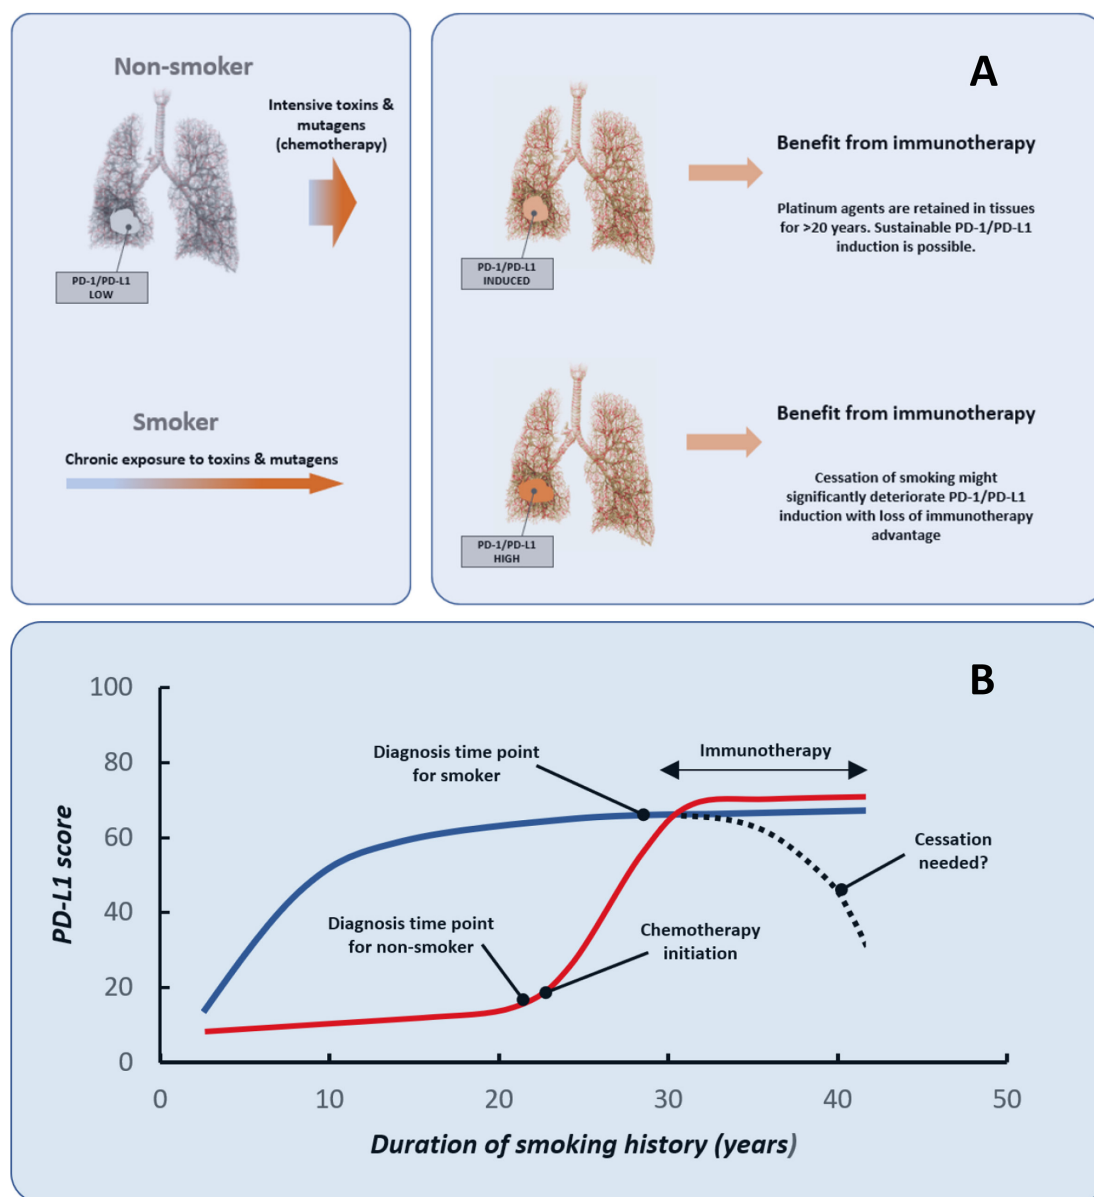 Non-smoker
Intensive toxins &
mutagens
(chemotherapy)
PD-1/PD-L1
LOW
Smoker
Chronic exposure to toxins & mutagens
A
PD-1/PD-L1
INDUCED
Benefit from immunotherapy
Platinum agents are retained in tissues
for >20 years. Sustainable PD-1/PD-L1
induction is possible.
PD-1/PD-L1
HIGH
Benefit from immunotherapy
Cessation of smoking might
significantly deteriorate PD-1/PD-L1
induction with loss of immunotherapy
advantage
B
PD-L1 score
100
80
60
40
20
0
Diagnosis time point
for smoker
Immunotherapy
Cessation
needed?
Diagnosis time point
for non-smoker
Chemotherapy
initiation
0 10 20 30 40 50
Duration of smoking history (years)